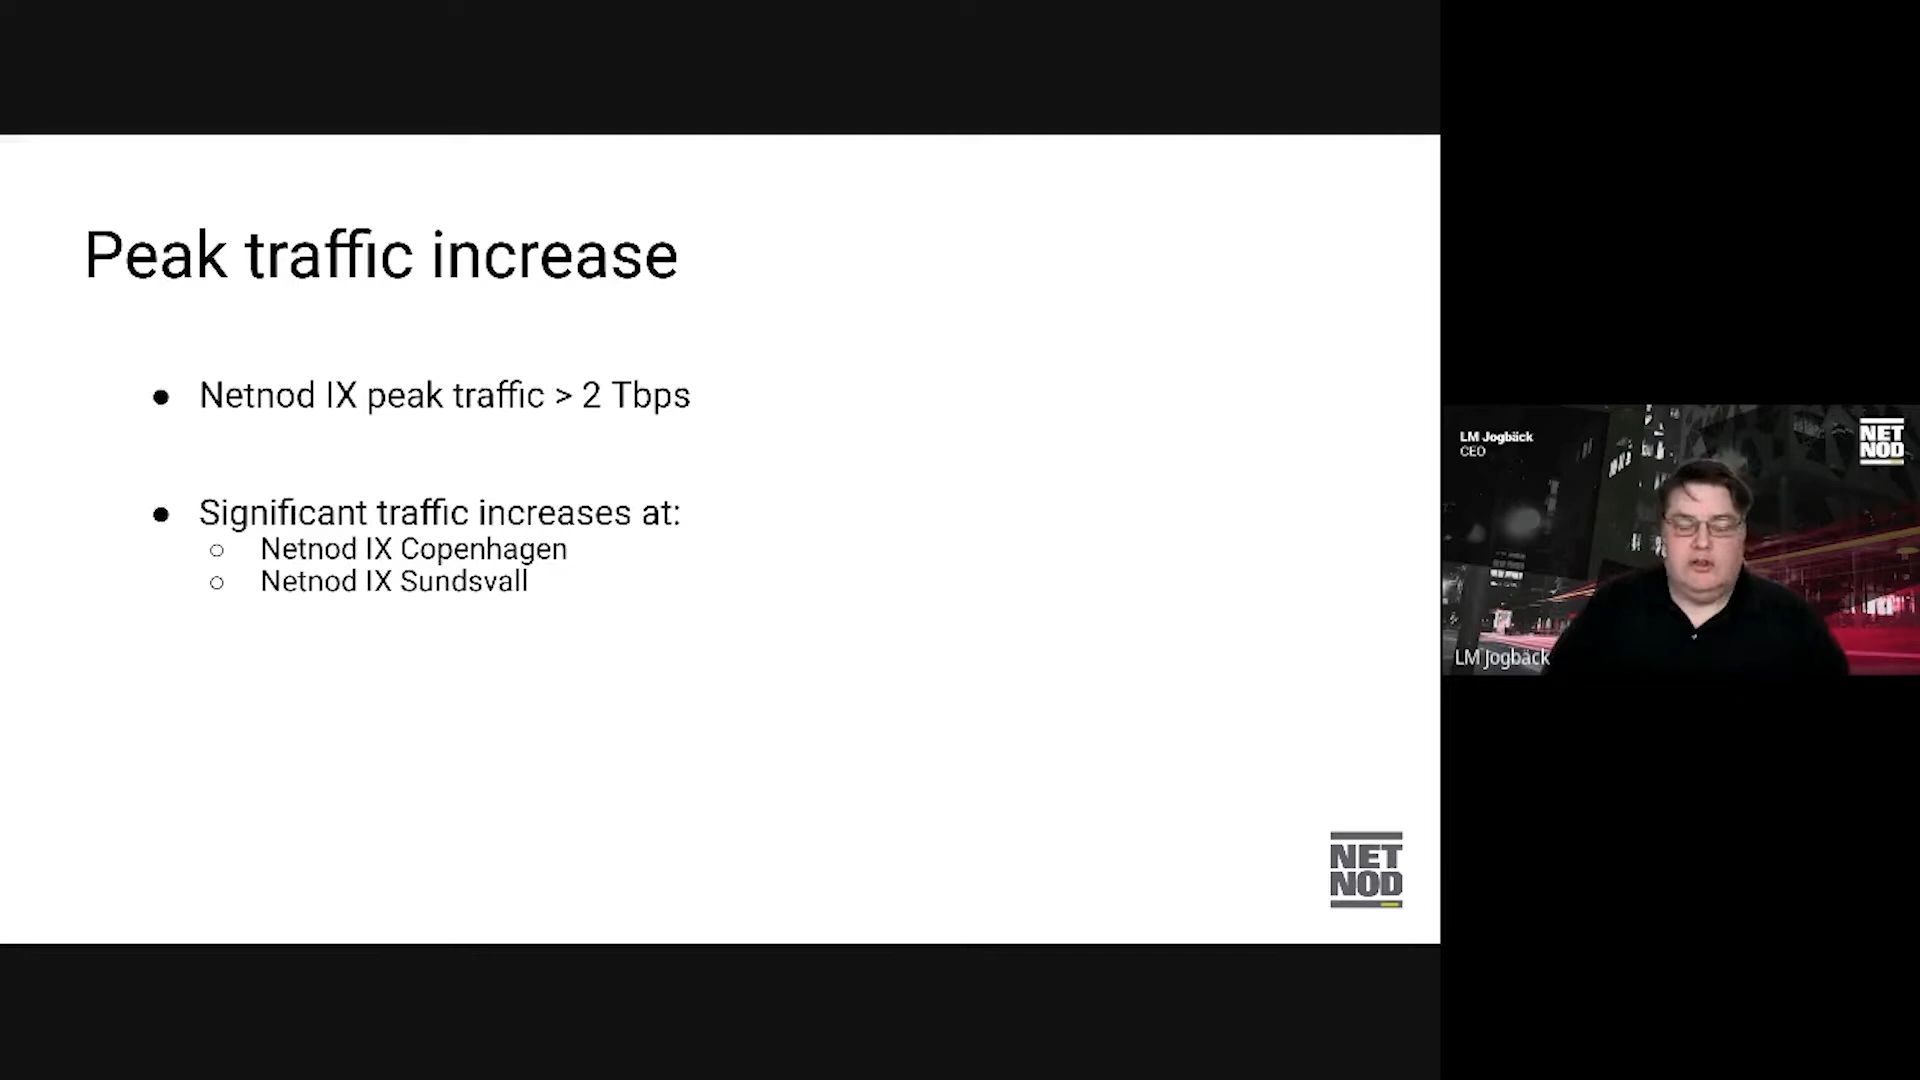 Peak traffic increase
● Netnod IX peak traffic > 2 Tbps
● Significant traffic increases at:
○ Netnod IX Copenhagen
○ Netnod IX Sundsvall
NET
NOD
LM Jogbäck
CEO
NET
NOD
LM Jogbäck